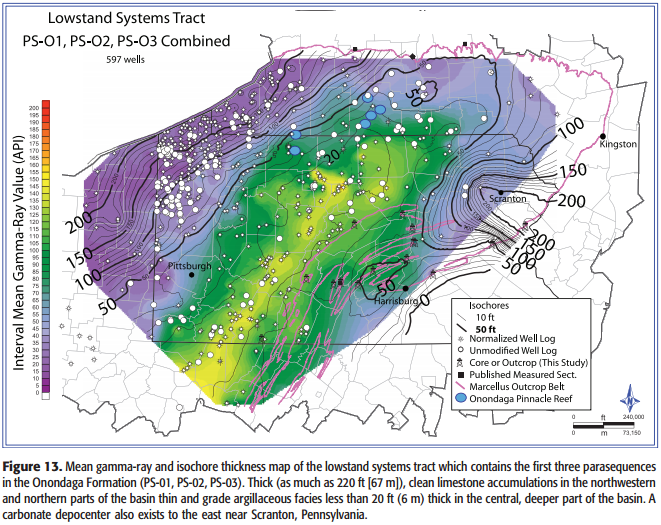 Lowstand Systems Tract
PS-O1, PS-O2, PS-O3 Combined
597 wells
Interval Mean Gamma-Ray Value (API)
200
195
190
185
180
175
170
165
160
155
150
145
140
135
130
125
120
115
110
105
100
95
90
85
80
75
70
65
60
55
50
45
40
35
30
25
20
15
10
5
0
50
20
100
Kingston
150
Scranton
200
200
150
100
50
Pittsburgh
50
Harrisburg
0
200
150
100
50
Isochores
10 ft
50 ft
Normalized Well Log
Unmodified Well Log
Core or Outcrop (This Study)
Published Measured Sect.
Marcellus Outcrop Belt
Onondaga Pinnacle Reef
N
0 ft 240,000
0 m 73,150
Figure 13. Mean gamma-ray and isochore thickness map of the lowstand systems tract which contains the first three parasequences
in the Onondaga Formation (PS-01, PS-02, PS-03). Thick (as much as 220 ft [67 m]), clean limestone accumulations in the northwestern
and northern parts of the basin thin and grade argillaceous facies less than 20 ft (6 m) thick in the central, deeper part of the basin. A
carbonate depocenter also exists to the east near Scranton, Pennsylvania.